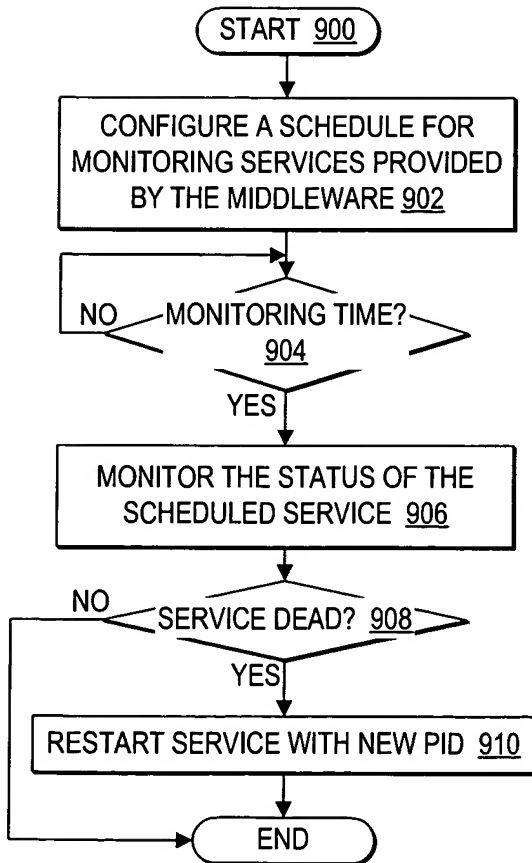 START 900
CONFIGURE A SCHEDULE FOR
MONITORING SERVICES PROVIDED
BY THE MIDDLEWARE 902
MONITORING TIME?
NO
904
YES
MONITOR THE STATUS OF THE
SCHEDULED SERVICE 906
NO
SERVICE DEAD? 908
YES
RESTART SERVICE WITH NEW PID 910
END